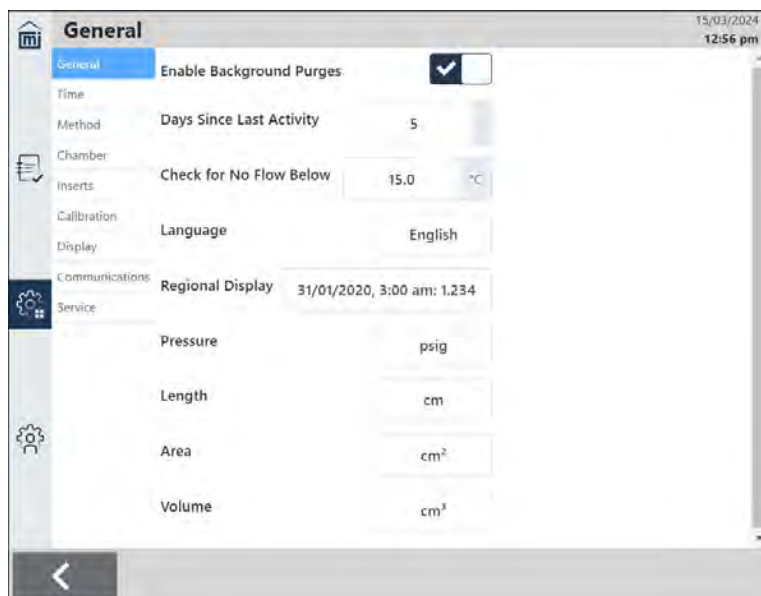 mi
General
15/03/2024
12:56 pm
General
Time
Method
Chamber
Inserts
Calibration
Display
Communications
Service
Enable Background Purges
Days Since Last Activity
5
Check for No Flow Below
15.0 °C
Language
English
Regional Display
31/01/2020, 3:00 am: 1.234
Pressure
psig
Length
cm
Area
cm²
Volume
cm³